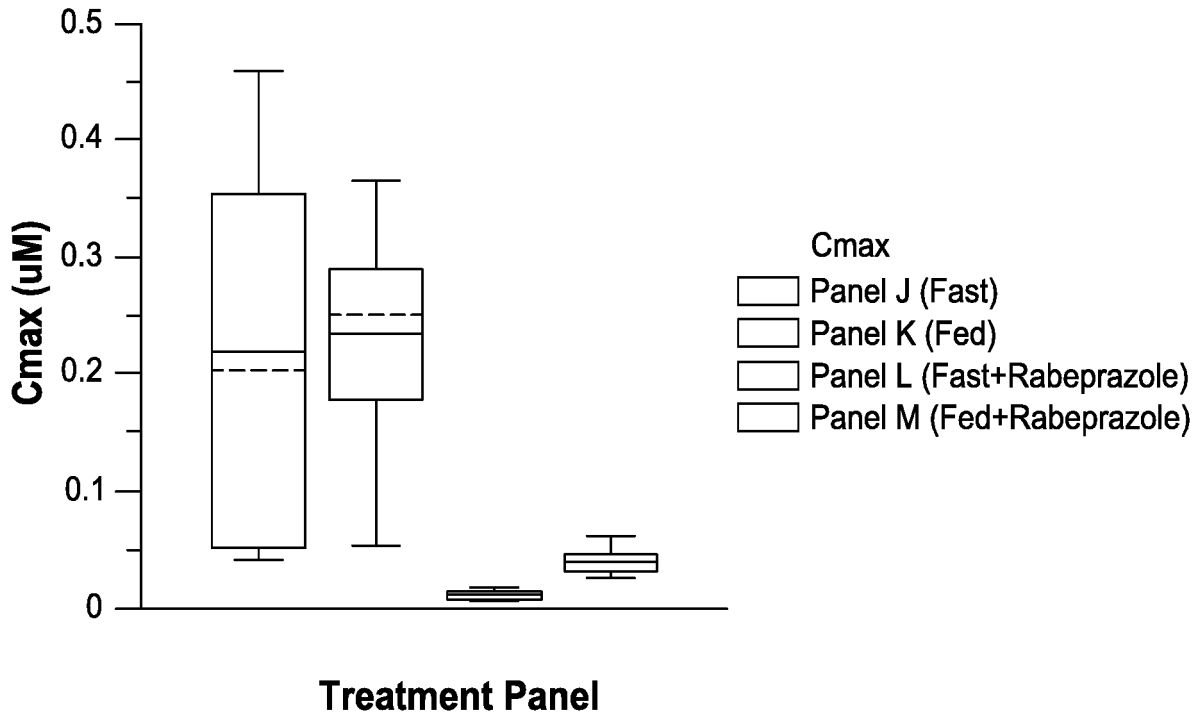 0.5
0.4
0.3
0.2
0.1
0
Cmax (uM)
Treatment Panel
Cmax
Panel J (Fast)
Panel K (Fed)
Panel L (Fast+Rabeprazole)
Panel M (Fed+Rabeprazole)